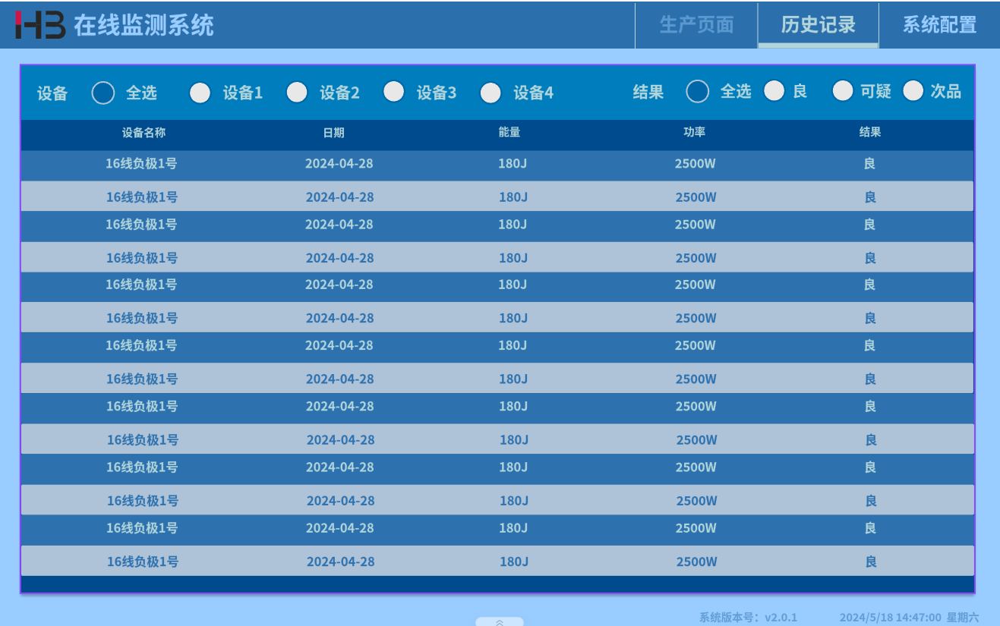 HB 在线监测系统 生产页面 历史记录 系统配置
设备 全选 设备1 设备2 设备3 设备4 结果 全选 良 可疑 次品
设备名称 日期 能量 功率 结果
16线负极1号 2024-04-28 180J 2500W 良
16线负极1号 2024-04-28 180J 2500W 良
16线负极1号 2024-04-28 180J 2500W 良
16线负极1号 2024-04-28 180J 2500W 良
16线负极1号 2024-04-28 180J 2500W 良
16线负极1号 2024-04-28 180J 2500W 良
16线负极1号 2024-04-28 180J 2500W 良
16线负极1号 2024-04-28 180J 2500W 良
16线负极1号 2024-04-28 180J 2500W 良
16线负极1号 2024-04-28 180J 2500W 良
16线负极1号 2024-04-28 180J 2500W 良
16线负极1号 2024-04-28 180J 2500W 良
16线负极1号 2024-04-28 180J 2500W 良
16线负极1号 2024-04-28 180J 2500W 良
系统版本号：v2.0.1 2024/5/18 14:47:00 星期六